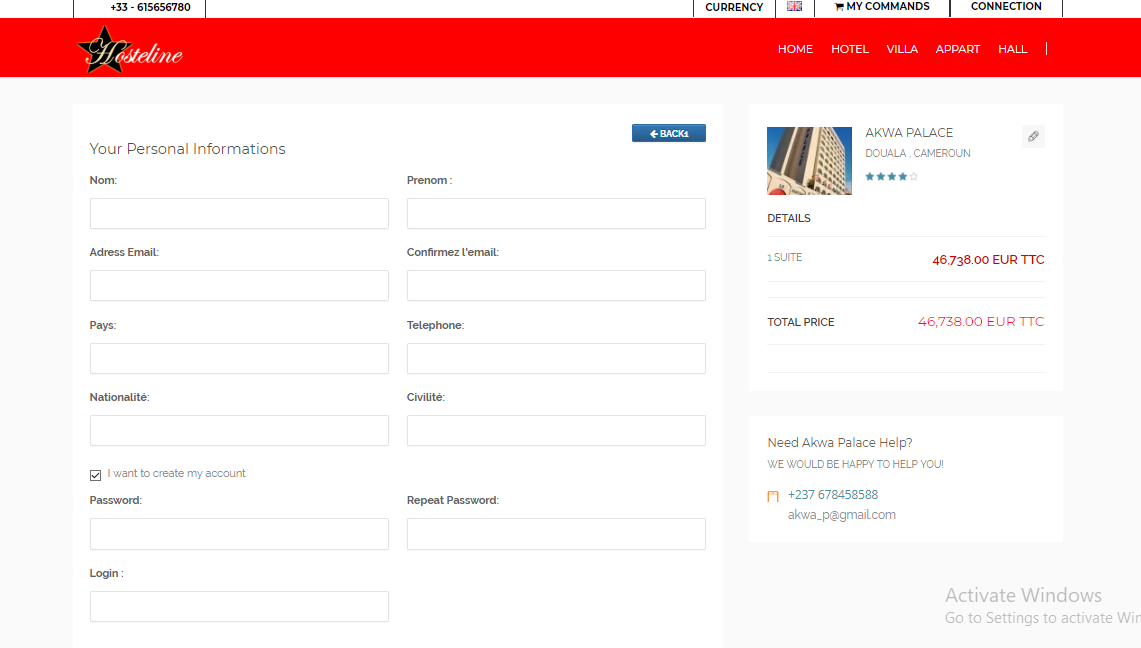 +33 - 615656780
CURRENCY
MY COMMANDS
CONNECTION
Hosteline
HOME
HOTEL
VILLA
APPART
HALL
BACK1
Your Personal Informations
Nom:
Prenom :
Adress Email:
Confirmez l'email:
Pays:
Telephone:
Nationalité:
Civilité:
I want to create my account
Password:
Repeat Password:
Login :
AKWA PALACE
DOUALA , CAMEROUN
DETAILS
1 SUITE
46,738.00 EUR TTC
TOTAL PRICE
46,738.00 EUR TTC
Need Akwa Palace Help?
WE WOULD BE HAPPY TO HELP YOU!
+237 678458588
akwa_p@gmail.com
Activate Windows
Go to Settings to activate Win